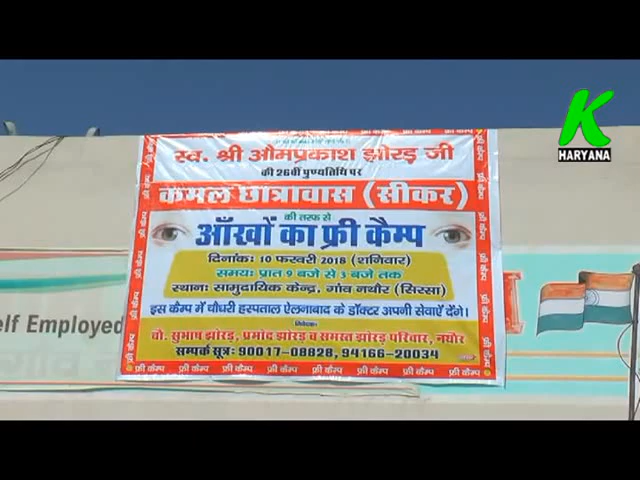 K
HARYANA
स्व. श्री ओमप्रकाश झोरड़ जी
की 26वीं पुण्यतिथि पर
कमल छात्रावास (सीकर)
की तरफ से
आँखों का फ्री कैम्प
दिनांक: 10 फरवरी 2018 (शनिवार)
समय: प्रात 9 बजे से 3 बजे तक
स्थान: सामुदायिक केन्द्र, गाँव नथौर (सिरसा)
इस कैम्प में चौधरी हस्पताल ऐलनाबाद के डॉक्टर अपनी सेवाऐं देंगे।
निवेदक:
चौ. सुभाष झोरड़, प्रमोद झोरड़ व समस्त झोरड़ परिवार, नथोर
सम्पर्क सूत्र: 90017-08828, 94166-20034
फ्री कैम्प फ्री कैम्प फ्री कैम्प फ्री कैम्प फ्री कैम्प फ्री कैम्प फ्री कैम्प
elf Employed